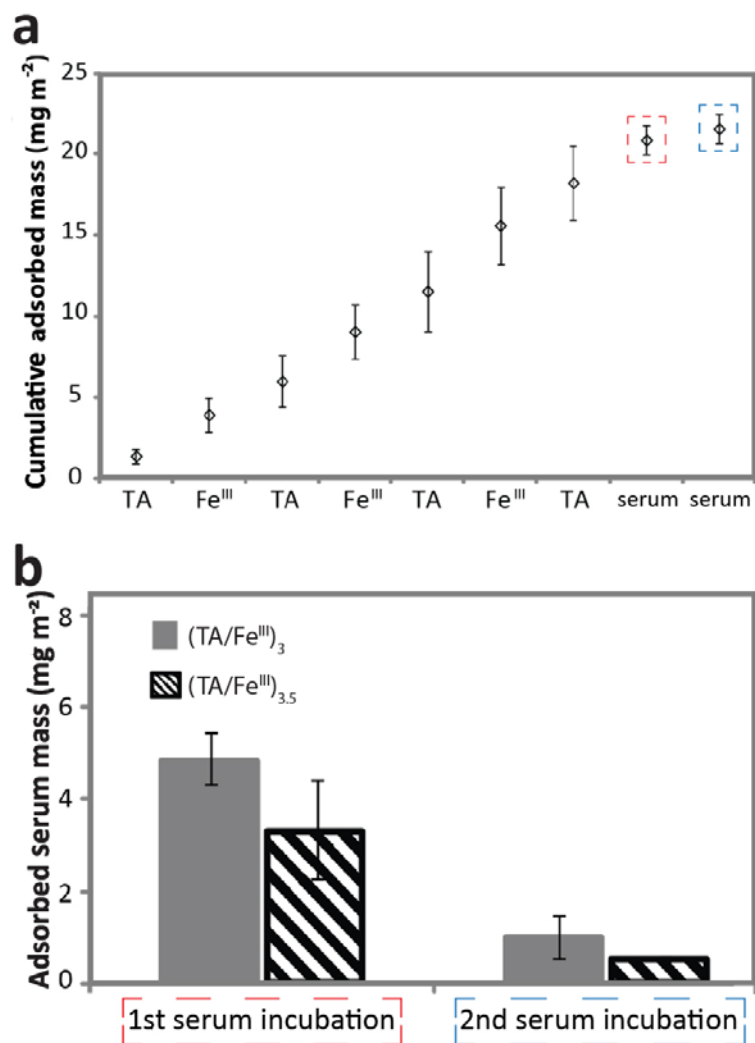 a
Cumulative adsorbed mass (mg m⁻²)
25
20
15
10
5
0
TA Feᴵᴵᴵ TA Feᴵᴵᴵ TA Feᴵᴵᴵ TA serum serum
b
Adsorbed serum mass (mg m⁻²)
8
6
4
2
0
(TA/Feᴵᴵᴵ)₃
(TA/Feᴵᴵᴵ)₃.₅
1st serum incubation 2nd serum incubation